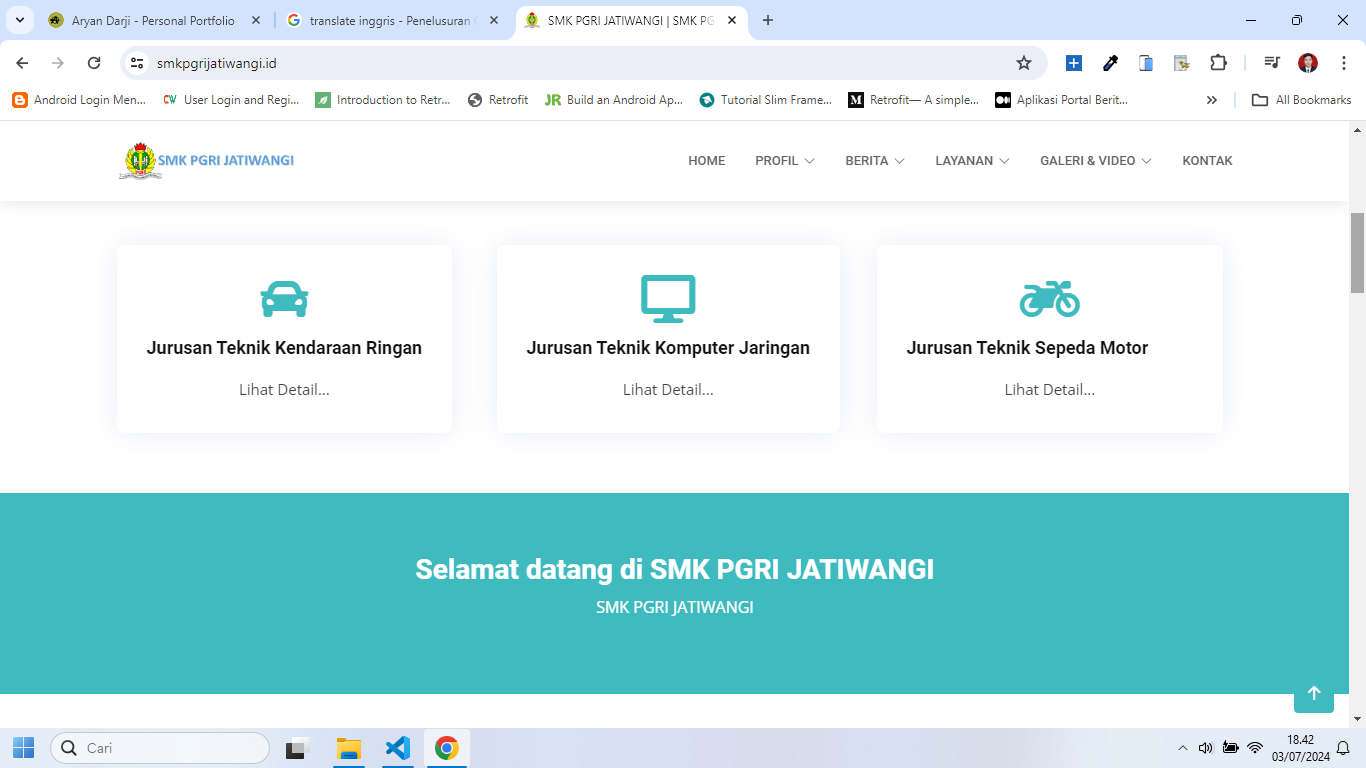 Aryan Darji - Personal Portfolio
translate inggris - Penelusuran
SMK PGRI JATIWANGI | SMK PG
smkpgrijatiwangi.id
Android Login Men...
User Login and Regi...
Introduction to Retr...
Retrofit
JR Build an Android Ap...
Tutorial Slim Frame...
Retrofit— A simple...
Aplikasi Portal Berit...
All Bookmarks
SMK PGRI JATIWANGI
HOME
PROFIL
BERITA
LAYANAN
GALERI & VIDEO
KONTAK
Jurusan Teknik Kendaraan Ringan
Lihat Detail...
Jurusan Teknik Komputer Jaringan
Lihat Detail...
Jurusan Teknik Sepeda Motor
Lihat Detail...
Selamat datang di SMK PGRI JATIWANGI
SMK PGRI JATIWANGI
Cari
18.42
03/07/2024